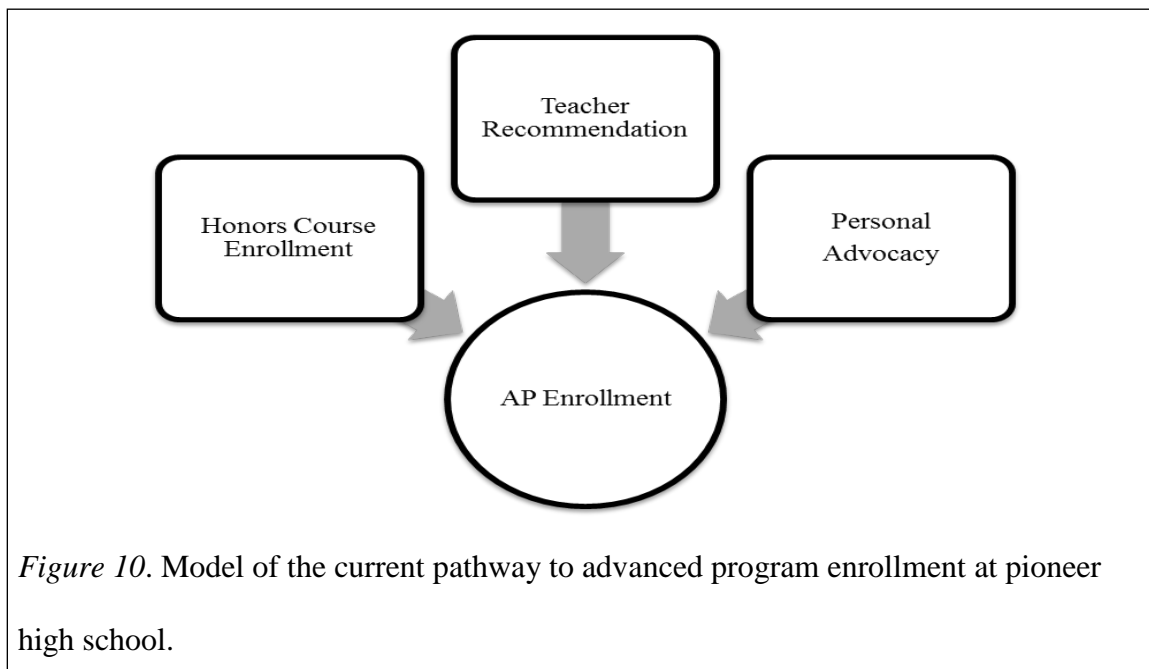 Teacher
Recommendation
Honors Course
Enrollment
Personal
Advocacy
AP Enrollment
Figure 10. Model of the current pathway to advanced program enrollment at pioneer
high school.